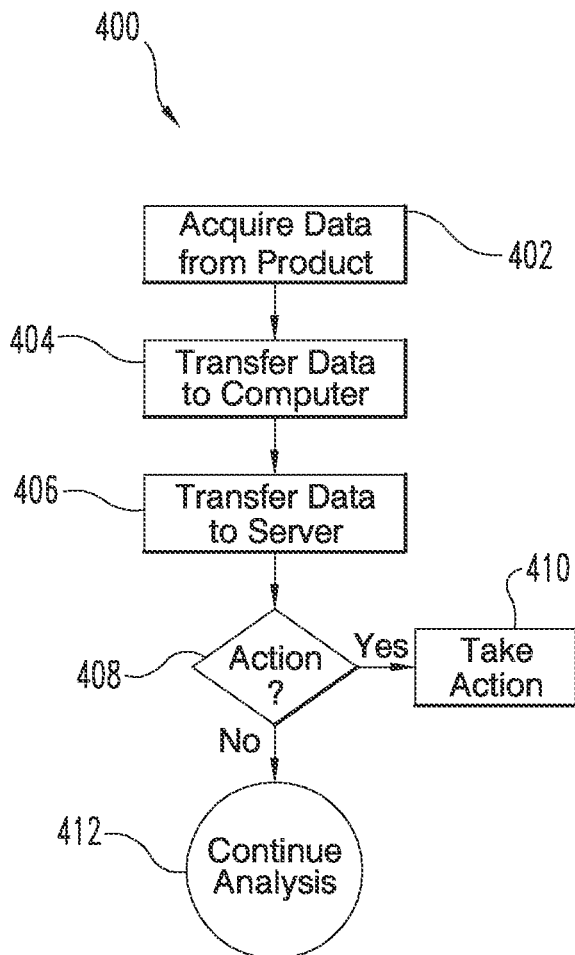 400
Acquire Data
from Product
402
404
Transfer Data
to Computer
406
Transfer Data
to Server
408
Action
?
Yes
410
Take
Action
No
412
Continue
Analysis